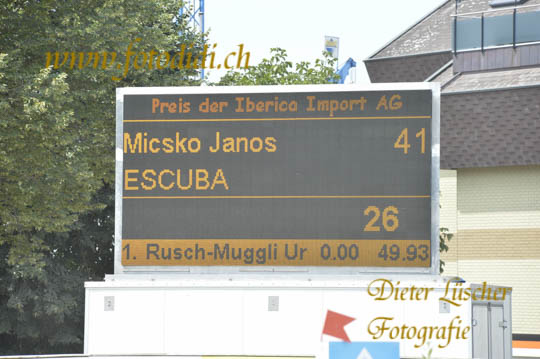 www.fotodidi.ch
Preis der Iberica Import AG
Micsko Janos 41
ESCUBA
26
1. Rusch-Muggli Ur 0.00 49.93
Dieter Lüscher
Fotografie